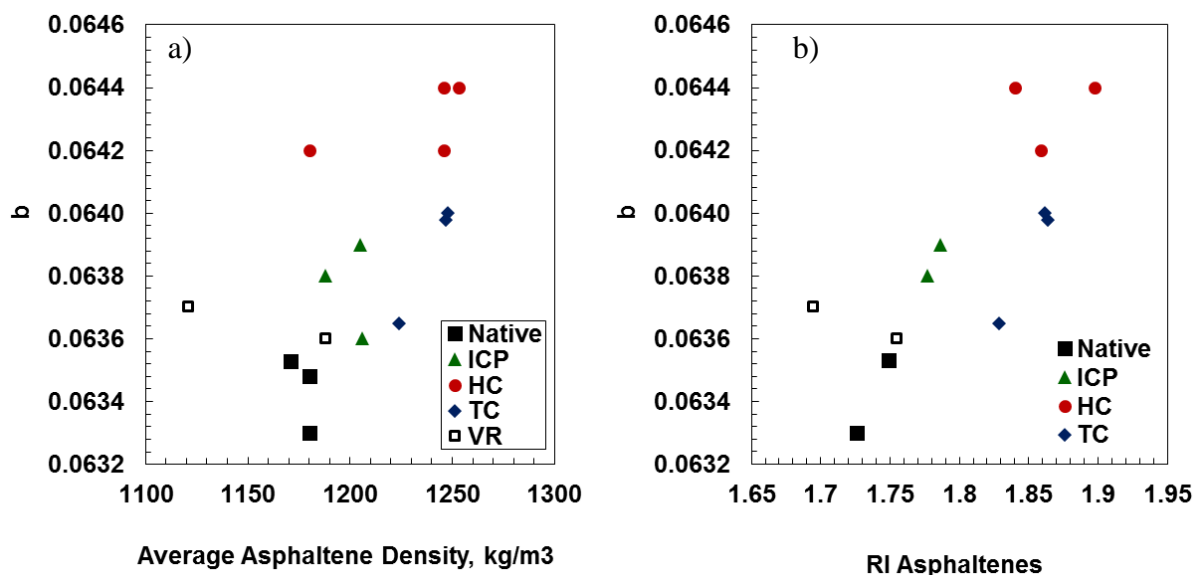 a)
b
0.0646
0.0644
0.0642
0.0640
0.0638
0.0636
0.0634
0.0632
1100 1150 1200 1250 1300
Average Asphaltene Density, kg/m3
Native
ICP
HC
TC
VR
b)
b
0.0646
0.0644
0.0642
0.0640
0.0638
0.0636
0.0634
0.0632
1.65 1.7 1.75 1.8 1.85 1.9 1.95
RI Asphaltenes
Native
ICP
HC
TC